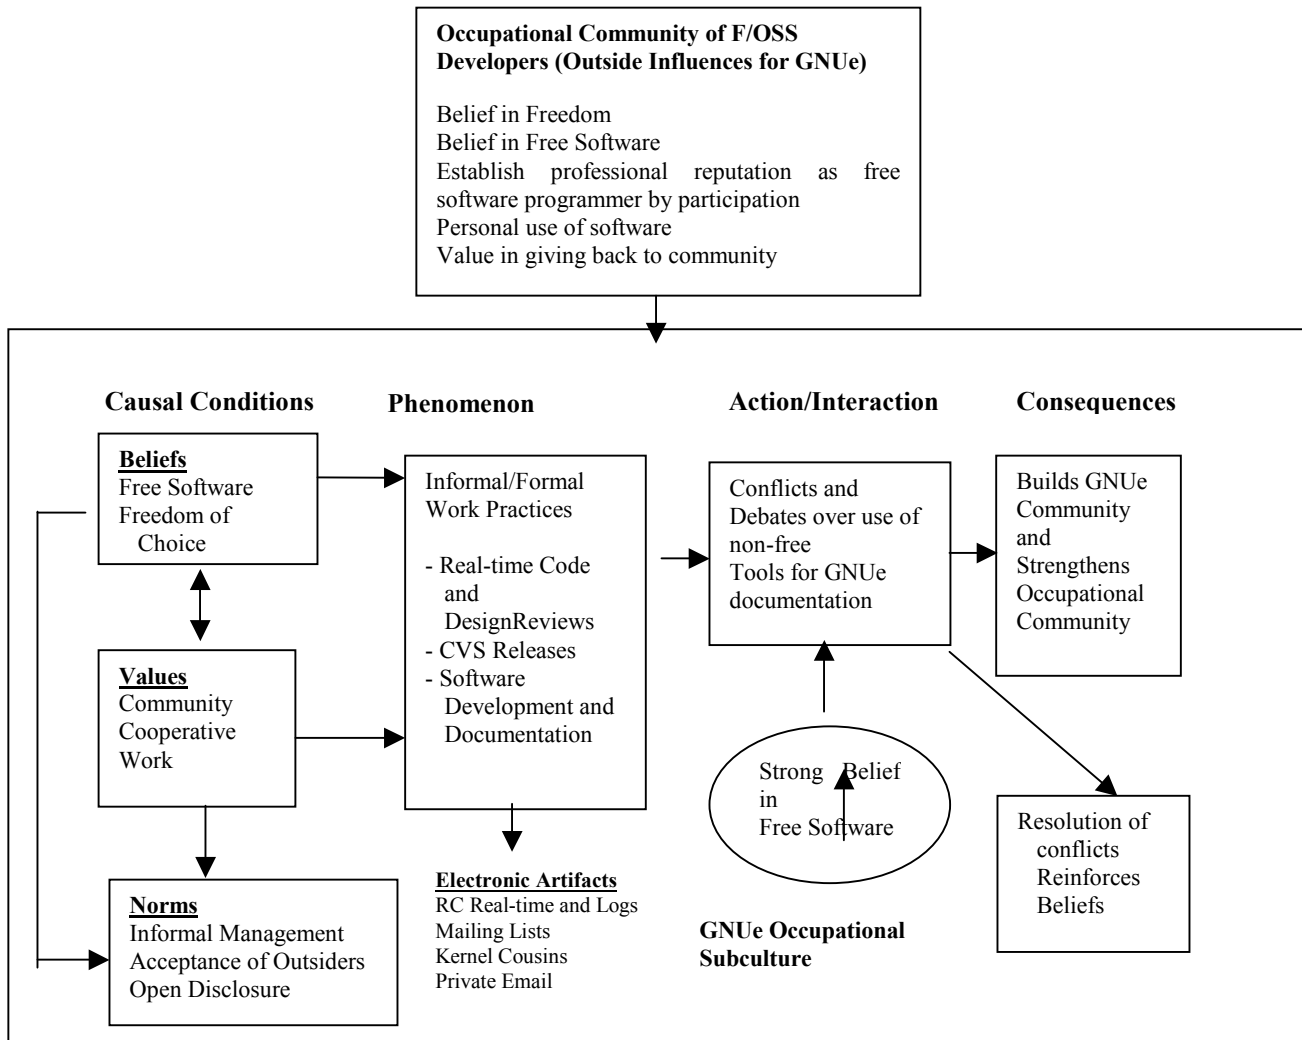 Occupational Community of F/OSS
Developers (Outside Influences for GNUe)
Belief in Freedom
Belief in Free Software
Establish professional reputation as free
software programmer by participation
Personal use of software
Value in giving back to community
Causal Conditions
Phenomenon
Action/Interaction
Consequences
Beliefs
Free Software
Freedom of
Choice
Values
Community
Cooperative
Work
Norms
Informal Management
Acceptance of Outsiders
Open Disclosure
Informal/Formal
Work Practices
- Real-time Code
and
DesignReviews
- CVS Releases
- Software
Development and
Documentation
Electronic Artifacts
RC Real-time and Logs
Mailing Lists
Kernel Cousins
Private Email
Conflicts and
Debates over use of
non-free
Tools for GNUe
documentation
Strong Belief
in
Free Software
GNUe Occupational
Subculture
Builds GNUe
Community
and
Strengthens
Occupational
Community
Resolution of
conflicts
Reinforces
Beliefs